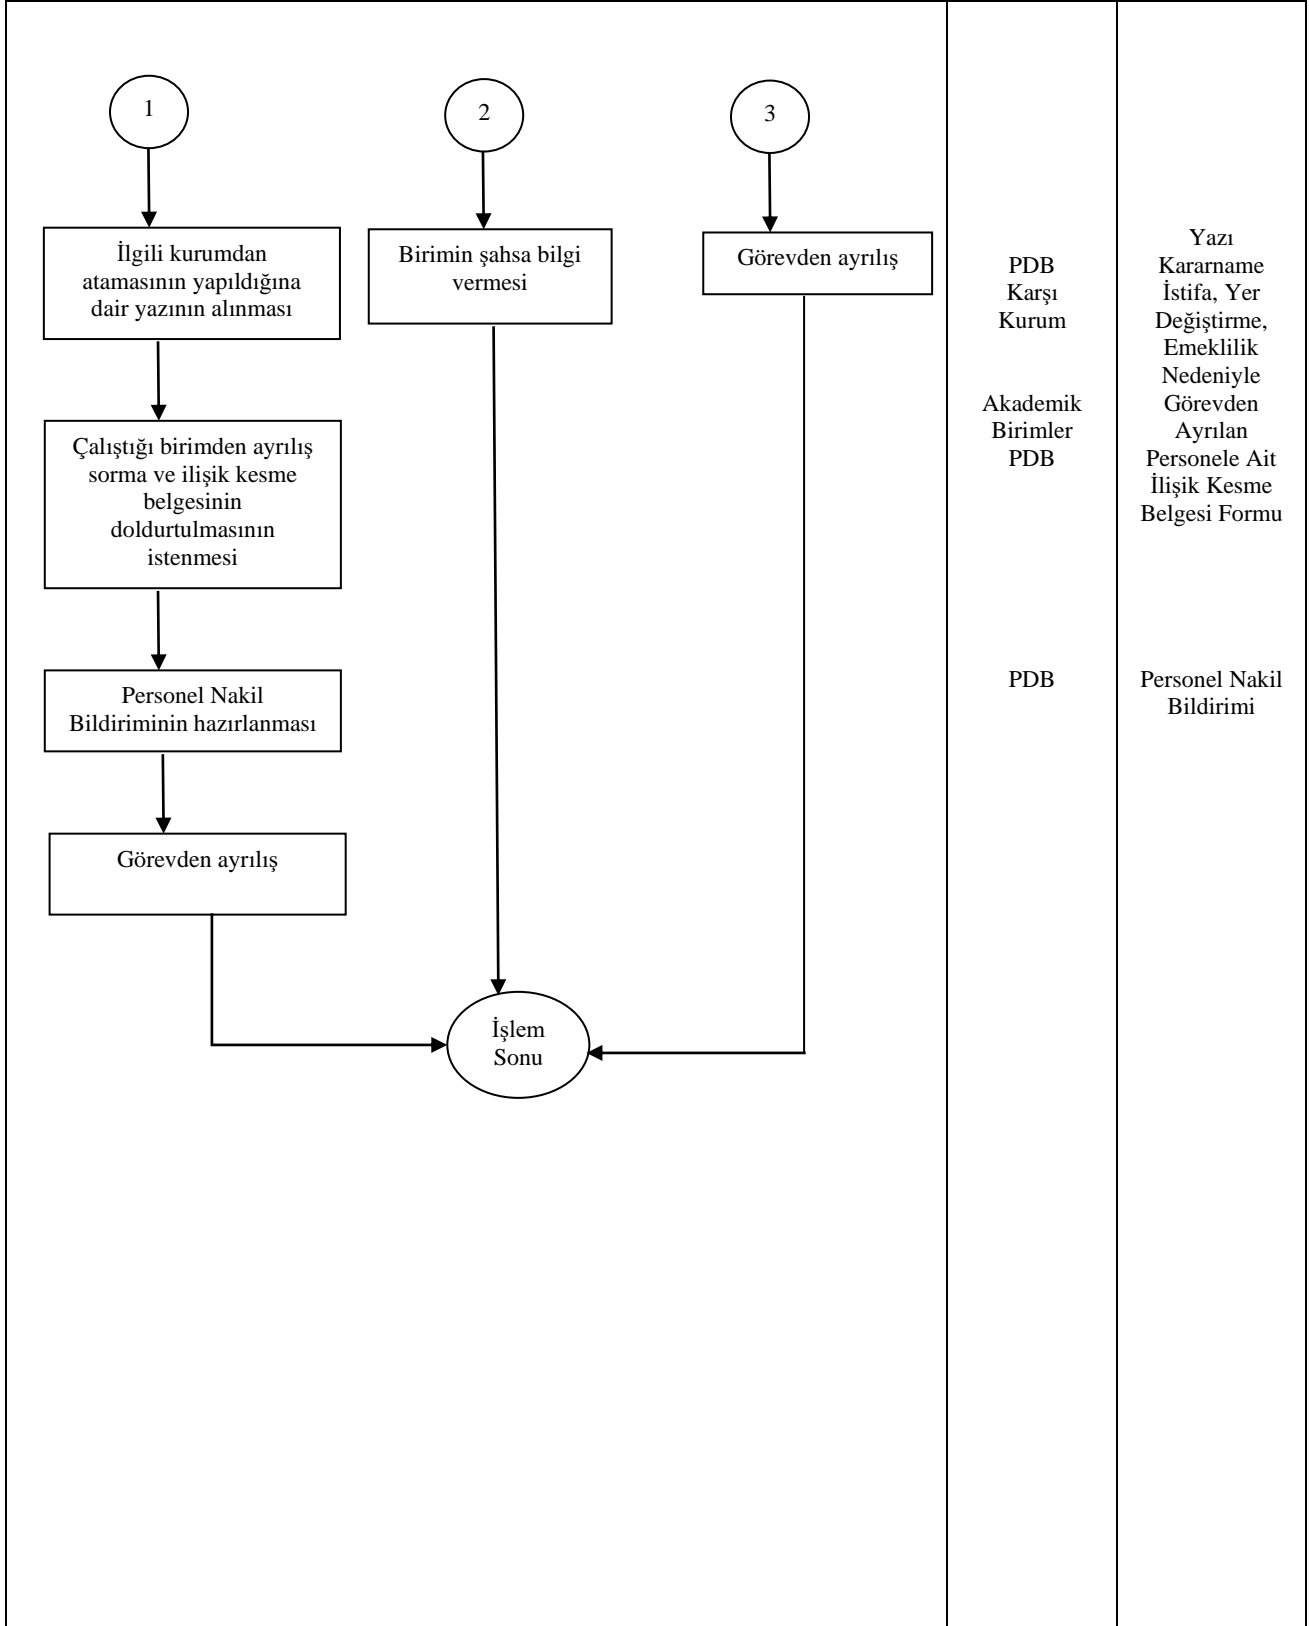 1
2
3
İlgili kurumdan
atamasının yapıldığına
dair yazının alınması
Birimin şahsa bilgi
vermesi
Görevden ayrılış
Çalıştığı birimden ayrılış
sorma ve ilişik kesme
belgesinin
doldurtulmasının
istenmesi
Personel Nakil
Bildiriminin hazırlanması
Görevden ayrılış
İşlem
Sonu
PDB
Karşı
Kurum
Akademik
Birimler
PDB
PDB
Yazı
Kararname
İstifa, Yer
Değiştirme,
Emeklilik
Nedeniyle
Görevden
Ayrılan
Personele Ait
İlişik Kesme
Belgesi Formu
Personel Nakil
Bildirimi